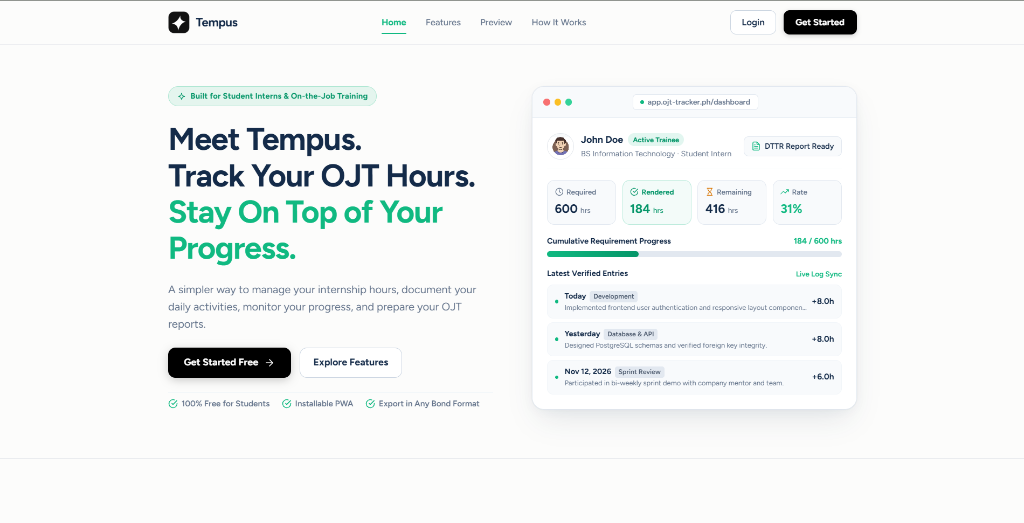 Tempus
Home
Features
Preview
How It Works
Login
Get Started
Built for Student Interns & On-the-Job Training
Meet Tempus.
Track Your OJT Hours.
Stay On Top of Your
Progress.
A simpler way to manage your internship hours, document your
daily activities, monitor your progress, and prepare your OJT
reports.
Get Started Free →
Explore Features
100% Free for Students
Installable PWA
Export in Any Bond Format
app.ojt-tracker.ph/dashboard
John Doe Active Trainee
BS Information Technology · Student Intern
DTTR Report Ready
Required
600 hrs
Rendered
184 hrs
Remaining
416 hrs
Rate
31%
Cumulative Requirement Progress 184 / 600 hrs
Latest Verified Entries Live Log Sync
Today Development
Implemented frontend user authentication and responsive layout componen...
+8.0h
Yesterday Database & API
Designed PostgreSQL schemas and verified foreign key integrity.
+8.0h
Nov 12, 2026 Sprint Review
Participated in bi-weekly sprint demo with company mentor and team.
+6.0h